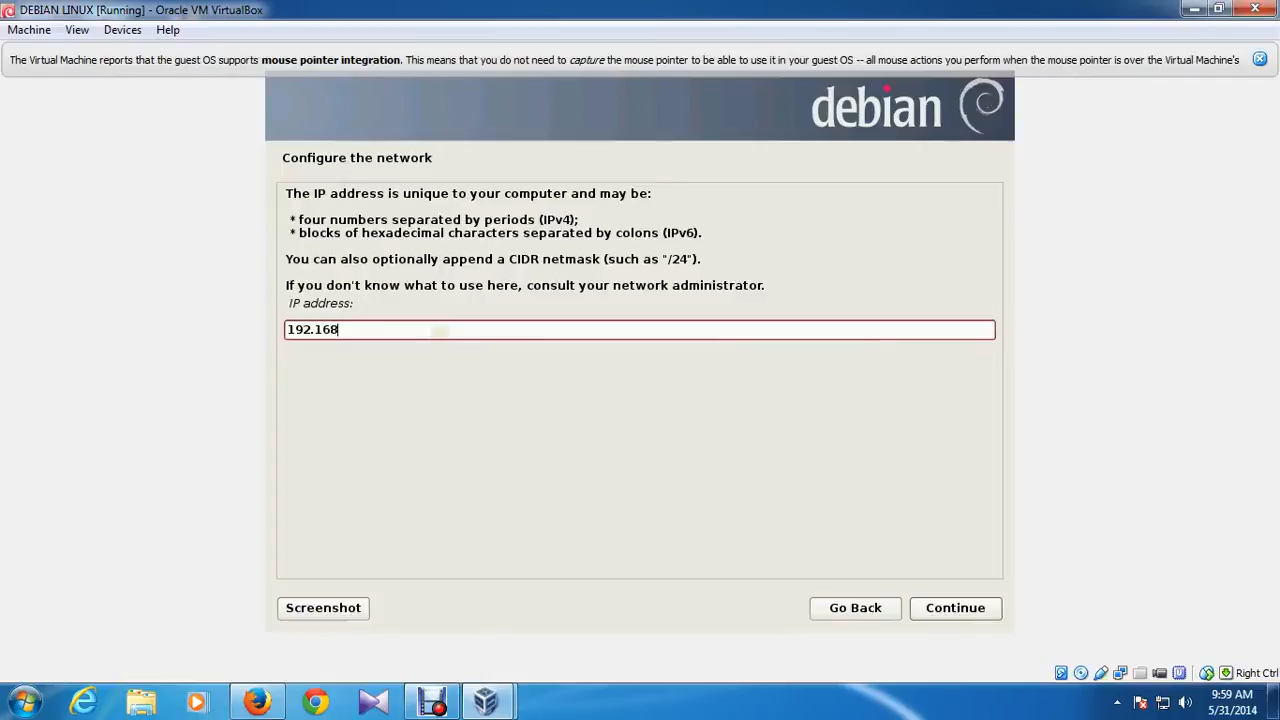 DEBIAN LINUX [Running] - Oracle VM VirtualBox
Machine View Devices Help
The Virtual Machine reports that the guest OS supports mouse pointer integration. This means that you do not need to capture the mouse pointer to be able to use it in your guest OS -- all mouse actions you perform when the mouse pointer is over the Virtual Machine's
debian
Configure the network
The IP address is unique to your computer and may be:
* four numbers separated by periods (IPv4);
* blocks of hexadecimal characters separated by colons (IPv6).
You can also optionally append a CIDR netmask (such as "/24").
If you don't know what to use here, consult your network administrator.
IP address:
192.168
Screenshot Go Back Continue
Right Ctrl
9:59 AM
5/31/2014